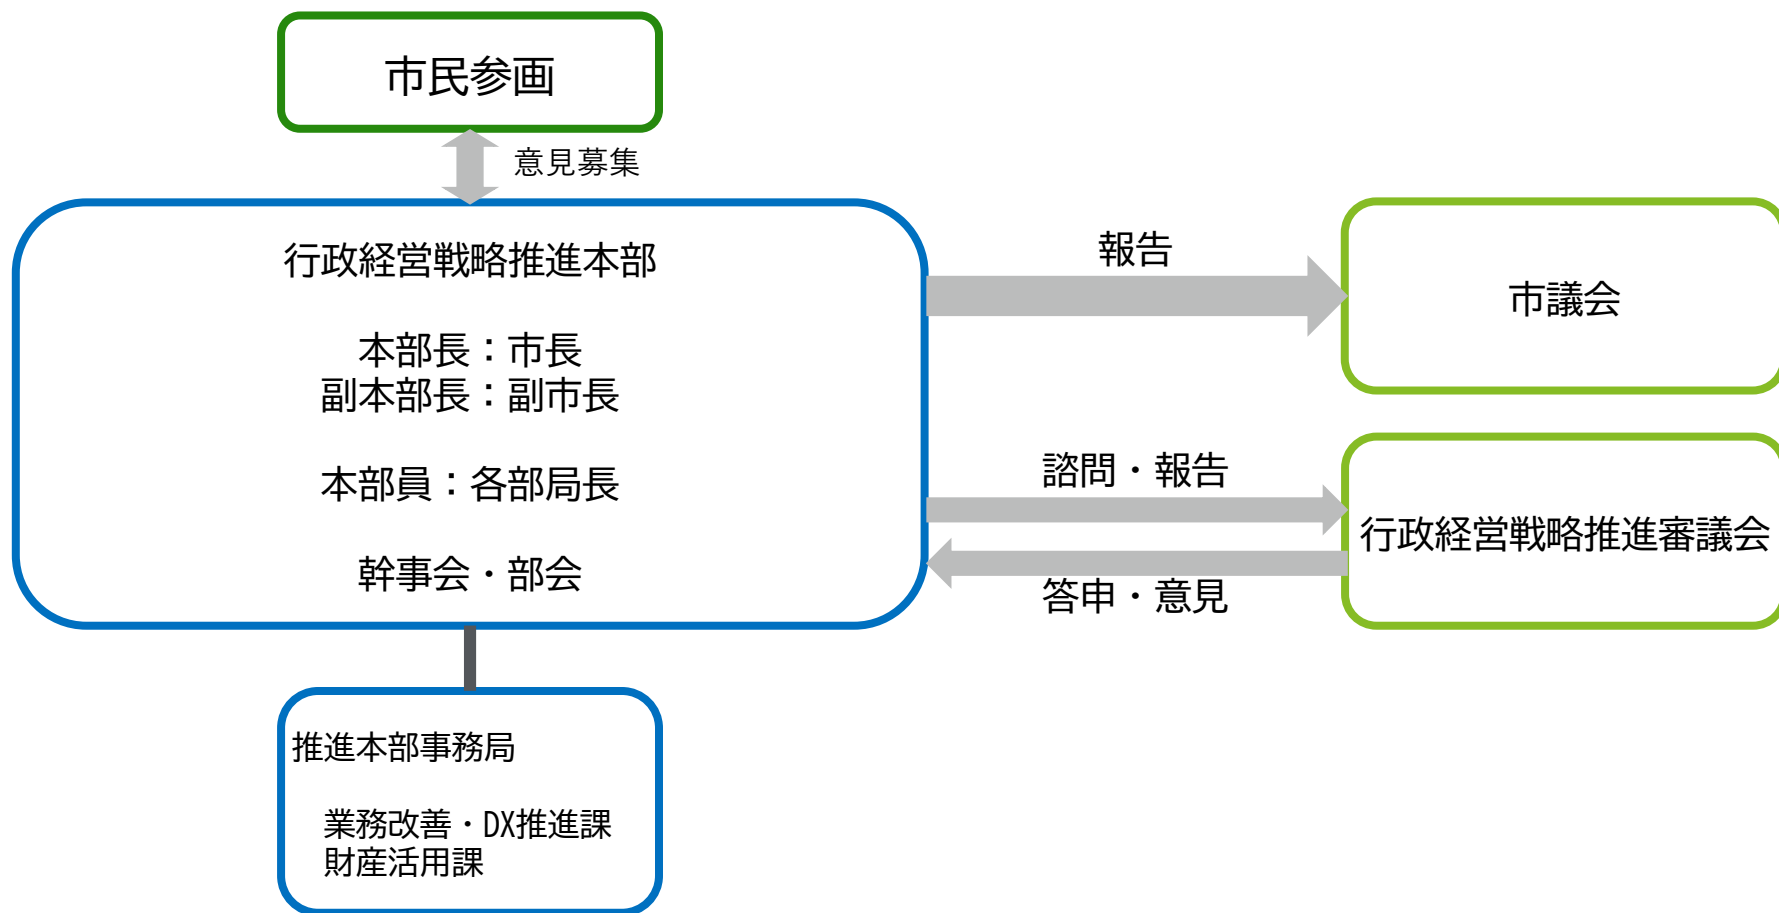 市民参画
意見募集
行政経営戦略推進本部
本部長：市長
副本部長：副市長
本部員：各部局長
幹事会・部会
報告
市議会
諮問・報告
行政経営戦略推進審議会
答申・意見
推進本部事務局
業務改善・DX推進課
財産活用課